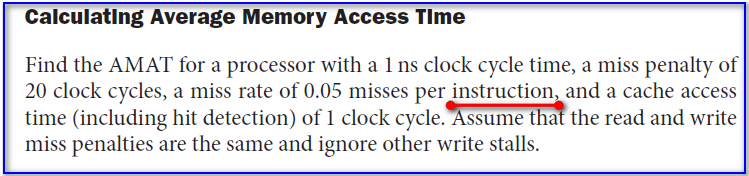 Calculating Average Memory Access Time
Find the AMAT for a processor with a 1 ns clock cycle time, a miss penalty of
20 clock cycles, a miss rate of 0.05 misses per instruction, and a cache access
time (including hit detection) of 1 clock cycle. Assume that the read and write
miss penalties are the same and ignore other write stalls.